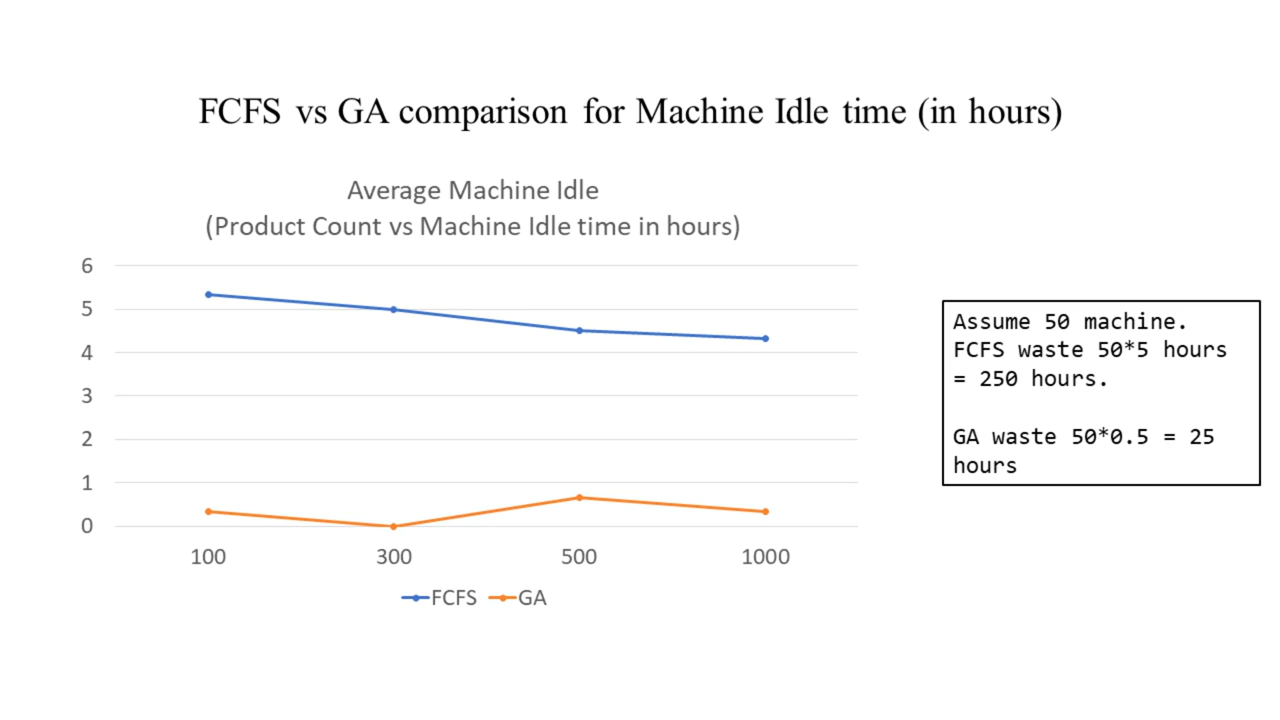 FCFS vs GA comparison for Machine Idle time (in hours)
Average Machine Idle
(Product Count vs Machine Idle time in hours)
6
5
4
3
2
1
0
100 300 500 1000
FCFS GA
Assume 50 machine.
FCFS waste 50*5 hours
= 250 hours.
GA waste 50*0.5 = 25
hours